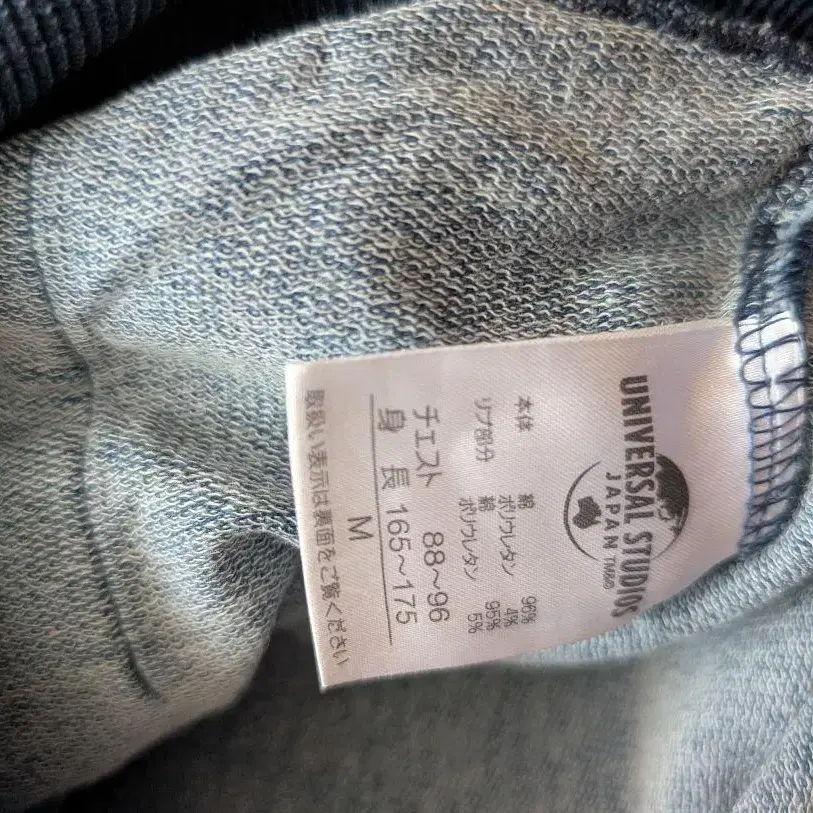 UNIVERSAL STUDIOS
JAPAN TM&©
本体 綿 96%
ポリウレタン 4%
リブ部分 綿 95%
ポリウレタン 5%
チェスト 88～96
身長 165～175
M
取扱い表示は裏面をご覧ください